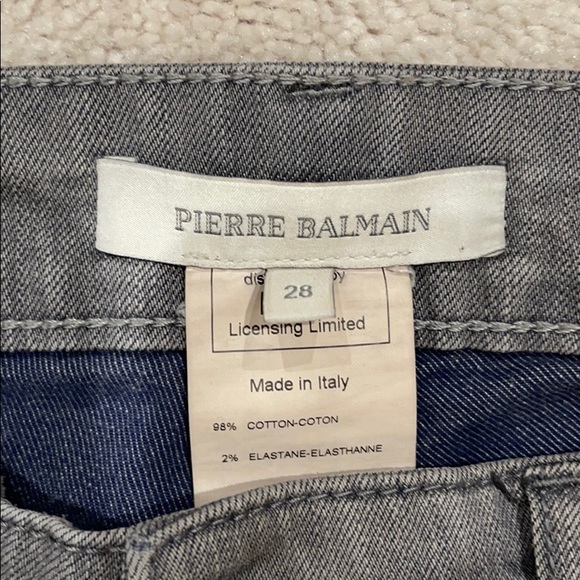 PIERRE BALMAIN
28
Licensing Limited
Made in Italy
98% COTTON-COTON
2% ELASTANE-ELASTHANNE